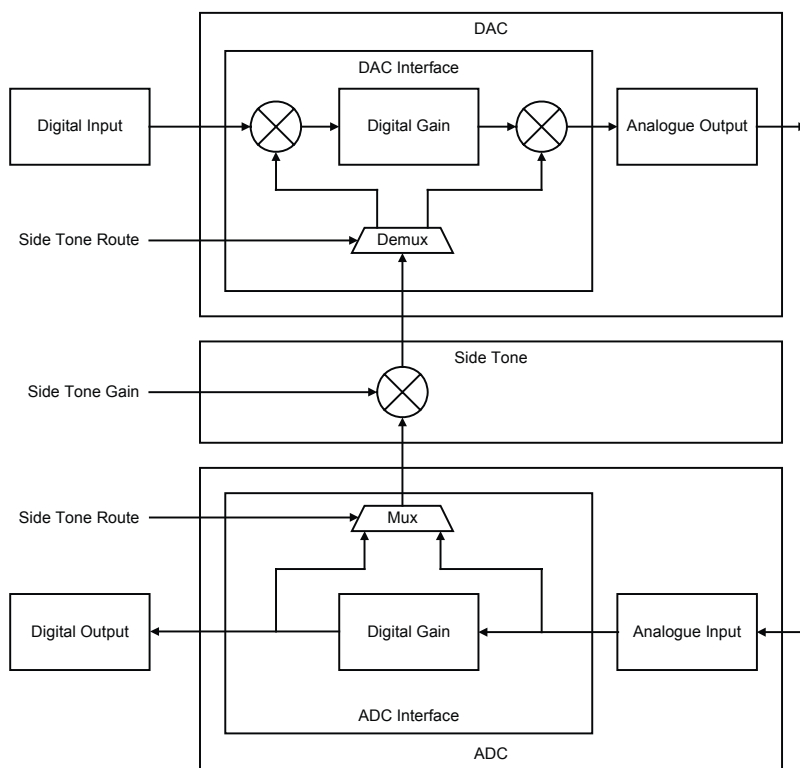 DAC
DAC Interface
Digital Input
Digital Gain
Analogue Output
Side Tone Route
Demux
Side Tone
Side Tone Gain
Side Tone Route
Mux
Digital Output
Digital Gain
Analogue Input
ADC Interface
ADC